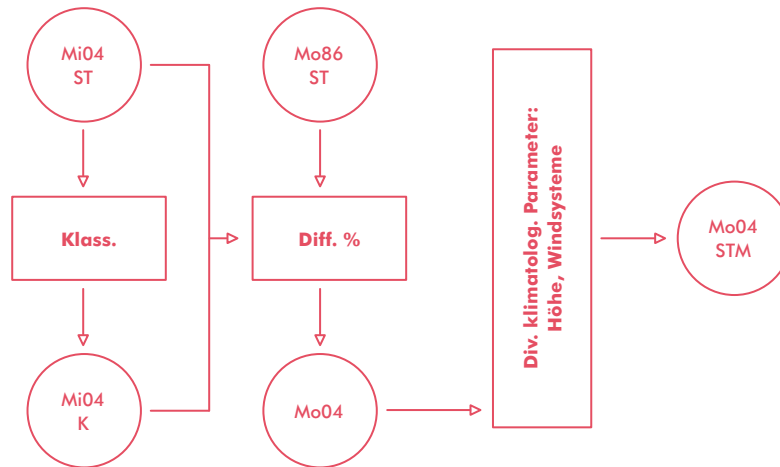 Mi04
ST
Mo86
ST
Klass.
Diff. %
Mi04
K
Mo04
Div. klimatolog. Parameter:
Höhe, Windsysteme
Mo04
STM